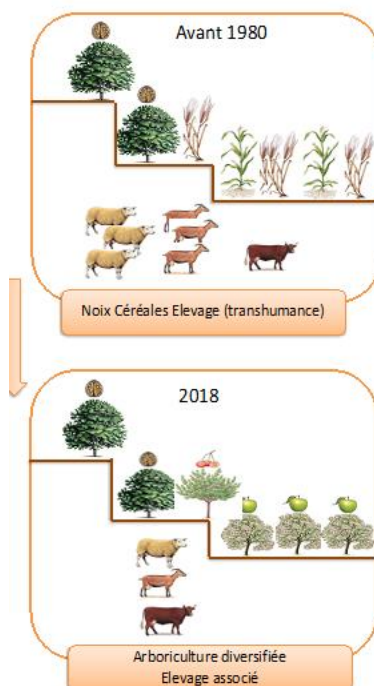 Avant 1980
Noix Céréales Elevage (transhumance)
2018
Arboriculture diversifiée
Elevage associé